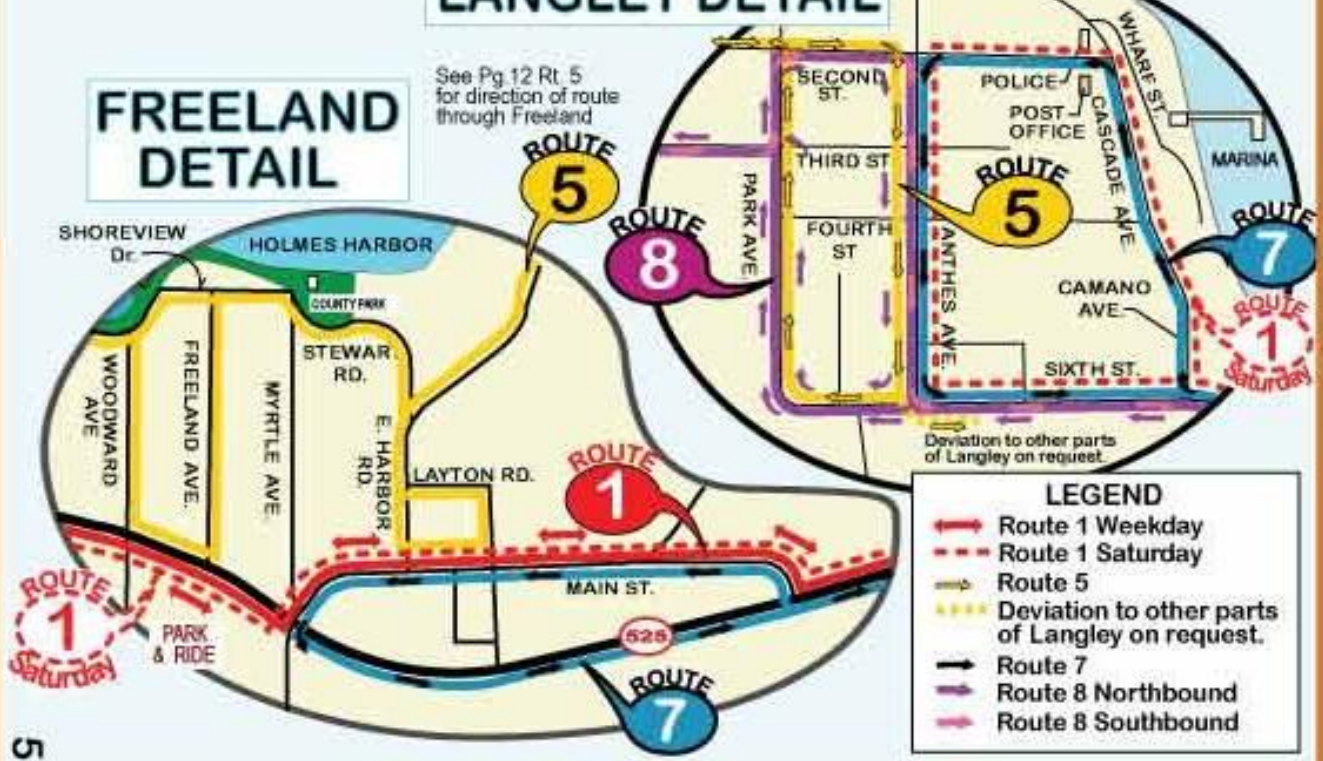 LANGLEY DETAIL
FREELAND
DETAIL
See Pg.12 Rt. 5
for direction of route
through Freeland
ROUTE
5
SHOREVIEW
Dr.
HOLMES HARBOR
COUNTY PARK
STEWAR
RD.
WOODWARD
AVE
FREELAND AVE.
MYRTLE AVE.
E. HARBOR
RD.
LAYTON RD.
ROUTE
1
MAIN ST.
525
ROUTE
1
Saturday
PARK
& RIDE
ROUTE
7
SECOND
ST.
THIRD ST
FOURTH
ST
PARK AVE.
ROUTE
8
ROUTE
5
ANTHES AVE.
POLICE
POST
OFFICE
CASCADE AVE.
WHARF ST.
MARINA
ROUTE
7
CAMANO
AVE.
SIXTH ST.
ROUTE
1
Saturday
Deviation to other parts
of Langley on request
LEGEND
Route 1 Weekday
Route 1 Saturday
Route 5
Deviation to other parts
of Langley on request.
Route 7
Route 8 Northbound
Route 8 Southbound
5